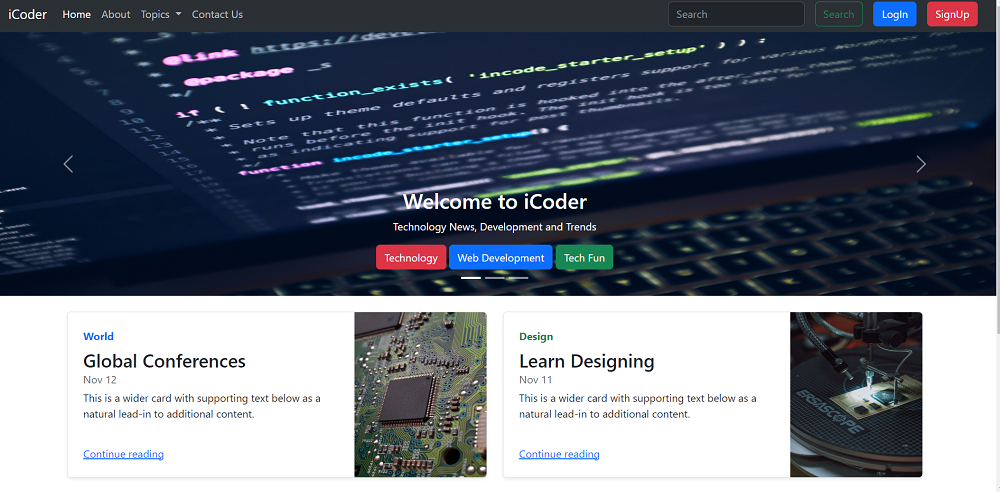 iCoder Home About Topics Contact Us Search Search LogIn SignUp
@link https://dev
@package _s
*/
if ( ! function_exists( 'incode_starter_setup' ) ) :
/**
* Sets up theme defaults and registers support for various WordPress
* Note that this function is hooked into the after_setup_theme hook, which
* runs before the init hook. The init hook is too late for some features,
* as indicating support for post thumbnails.
*/
function incode_starter_setup() {
Welcome to iCoder
Technology News, Development and Trends
Technology Web Development Tech Fun
World
Global Conferences
Nov 12
This is a wider card with supporting text below as a
natural lead-in to additional content.
Continue reading
Design
Learn Designing
Nov 11
This is a wider card with supporting text below as a
natural lead-in to additional content.
Continue reading
ERSASCOPE